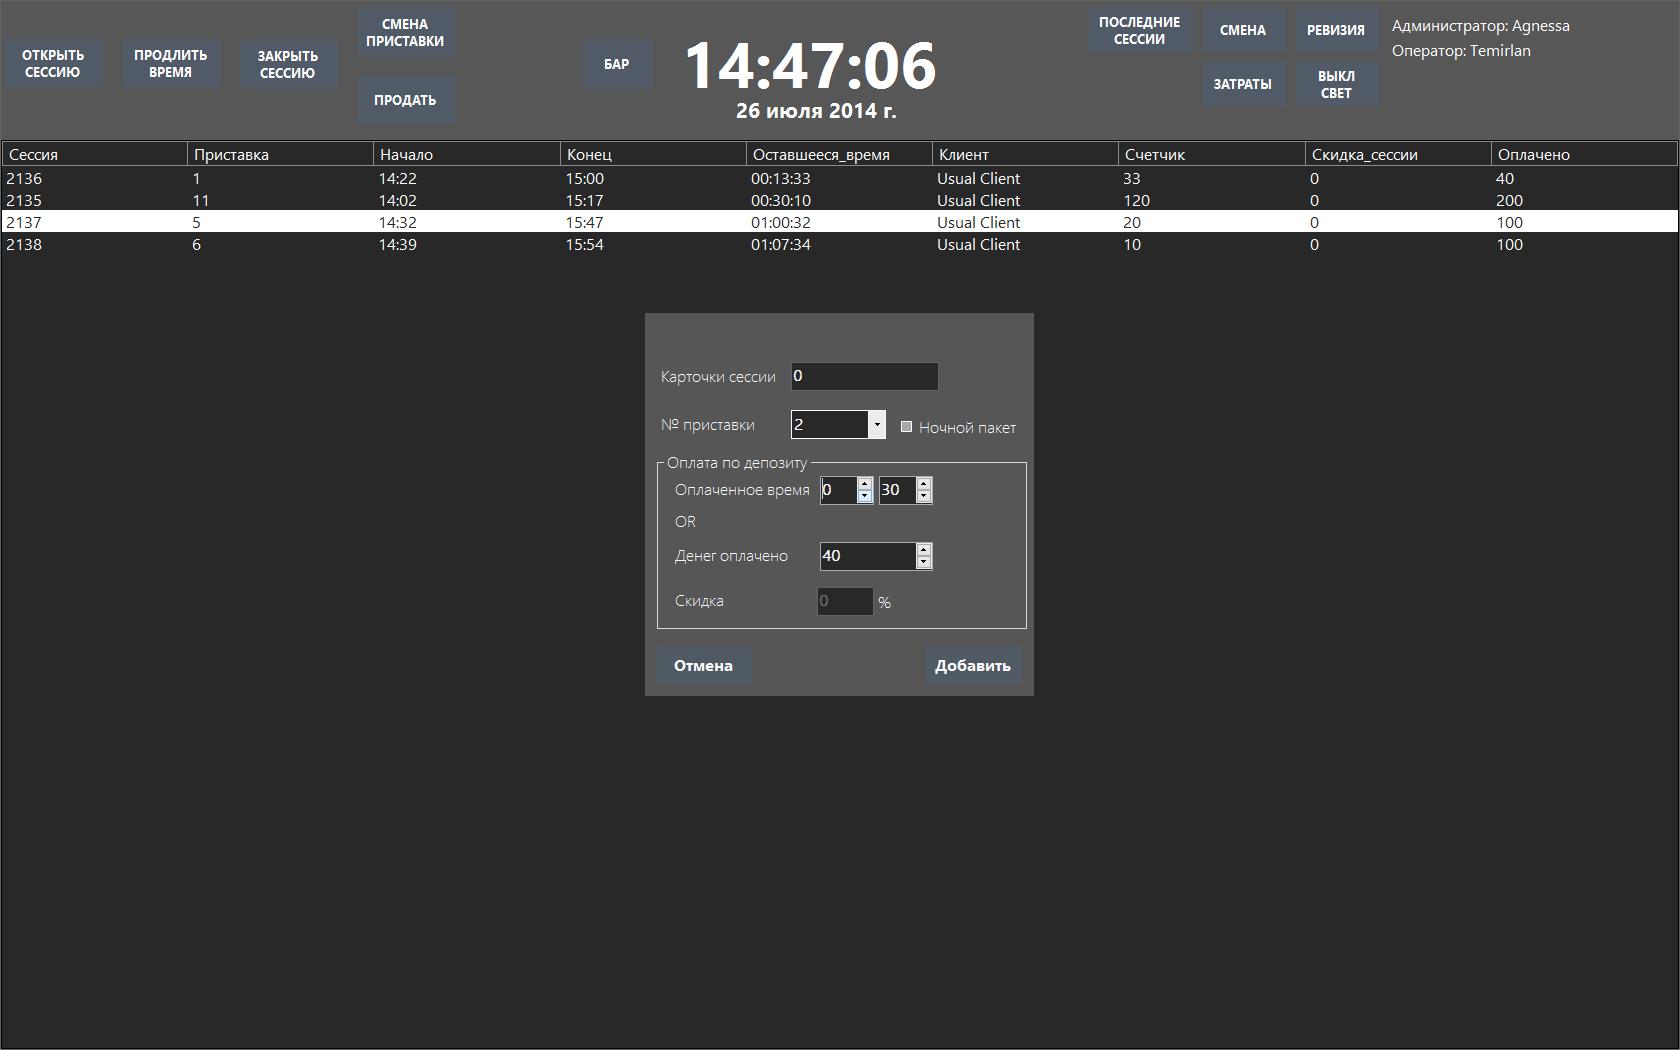 ОТКРЫТЬ
СЕССИЮ
ПРОДЛИТЬ
ВРЕМЯ
ЗАКРЫТЬ
СЕССИЮ
СМЕНА
ПРИСТАВКИ
ПРОДАТЬ
БАР
14:47:06
26 июля 2014 г.
ПОСЛЕДНИЕ
СЕССИИ
СМЕНА
РЕВИЗИЯ
ЗАТРАТЫ
ВЫКЛ
СВЕТ
Администратор: Agnessa
Оператор: Temirlan
Сессия Приставка Начало Конец Оставшееся_время Клиент Счетчик Скидка_сессии Оплачено
2136 1 14:22 15:00 00:13:33 Usual Client 33 0 40
2135 11 14:02 15:17 00:30:10 Usual Client 120 0 200
2137 5 14:32 15:47 01:00:32 Usual Client 20 0 100
2138 6 14:39 15:54 01:07:34 Usual Client 10 0 100
Карточки сессии 0
№ приставки 2 Ночной пакет
Оплата по депозиту
Оплаченное время 0 30
OR
Денег оплачено 40
Скидка 0 %
Отмена Добавить